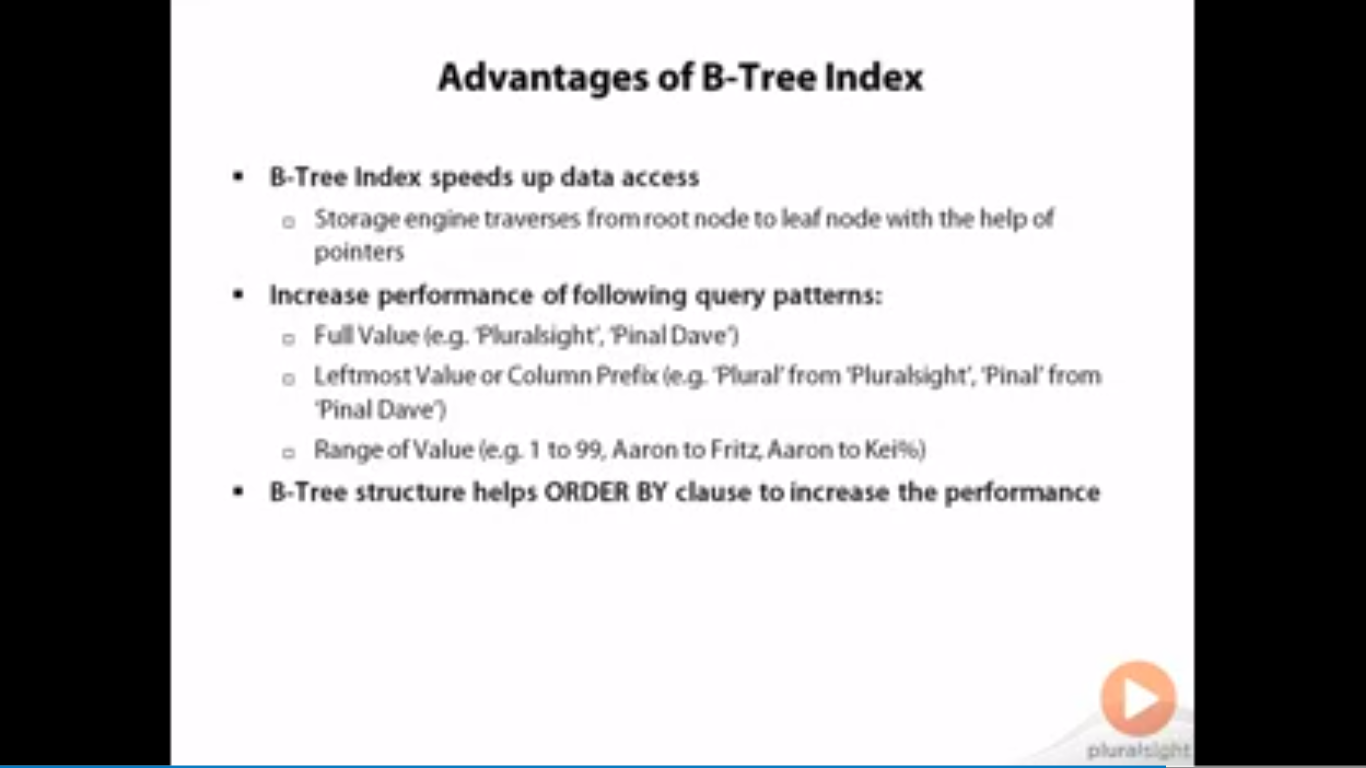 Advantages of B-Tree Index
▪ B-Tree Index speeds up data access
▫ Storage engine traverses from root node to leaf node with the help of
pointers
▪ Increase performance of following query patterns:
▫ Full Value (e.g. ‘Pluralsight’, ‘Pinal Dave’)
▫ Leftmost Value or Column Prefix (e.g. ‘Plural’ from ‘Pluralsight’, ‘Pinal’ from
‘Pinal Dave’)
▫ Range of Value (e.g. 1 to 99, Aaron to Fritz, Aaron to Kei%)
▪ B-Tree structure helps ORDER BY clause to increase the performance
pluralsight